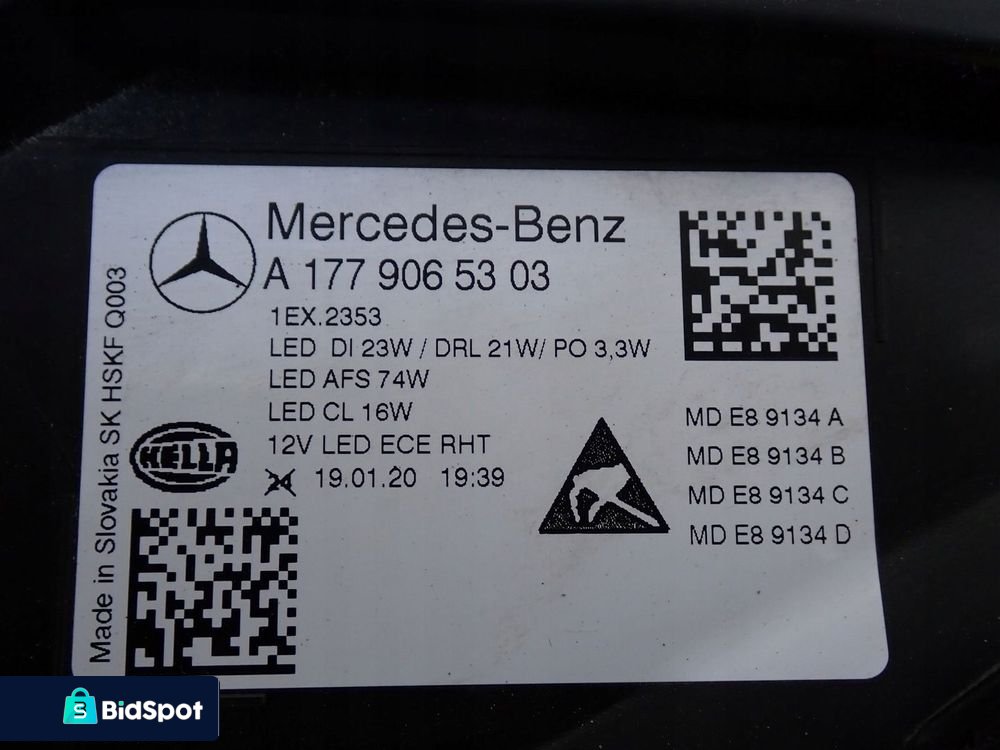 Mercedes-Benz
A 177 906 53 03
1EX.2353
LED DI 23W / DRL 21W/ PO 3,3W
LED AFS 74W
LED CL 16W
12V LED ECE RHT
24 19.01.20 19:39
HELLA
Made in Slovakia SK HSKF Q003
MD E8 9134 A
MD E8 9134 B
MD E8 9134 C
MD E8 9134 D
BidSpot